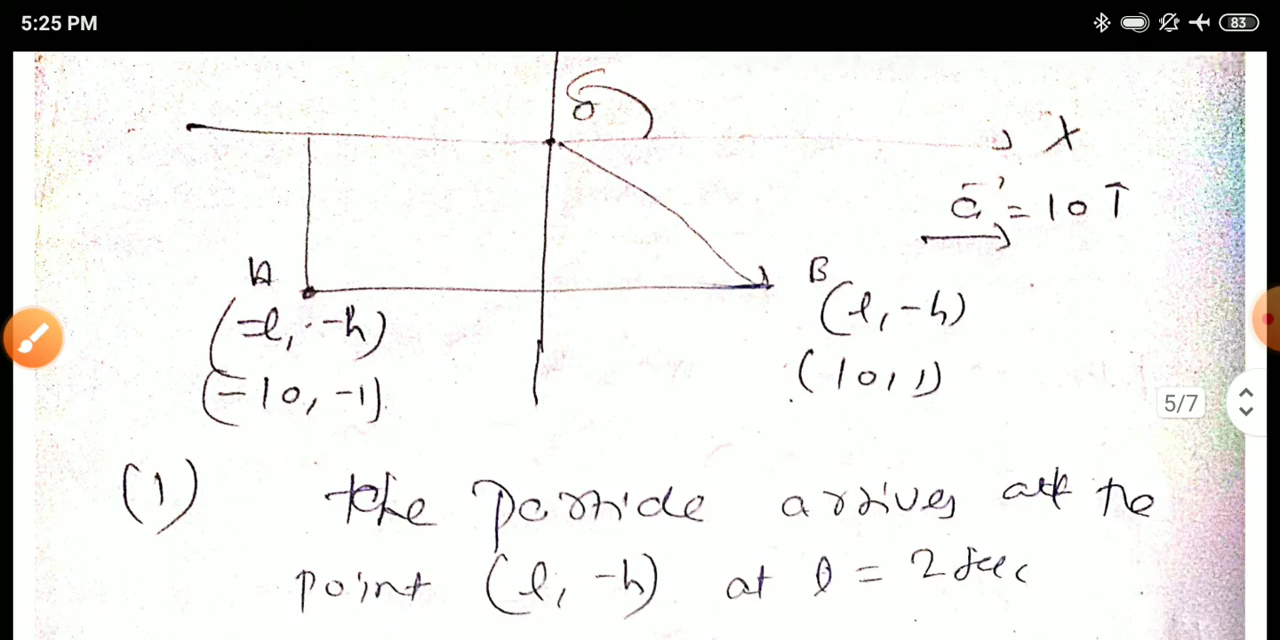 5:25 PM
83
X
a = 10 î
A
B
(-l, -h)
(l, -h)
(-10, -1)
(10, 1)
5/7
(1) the particle arrives at the
point (l, -h) at = 2 sec